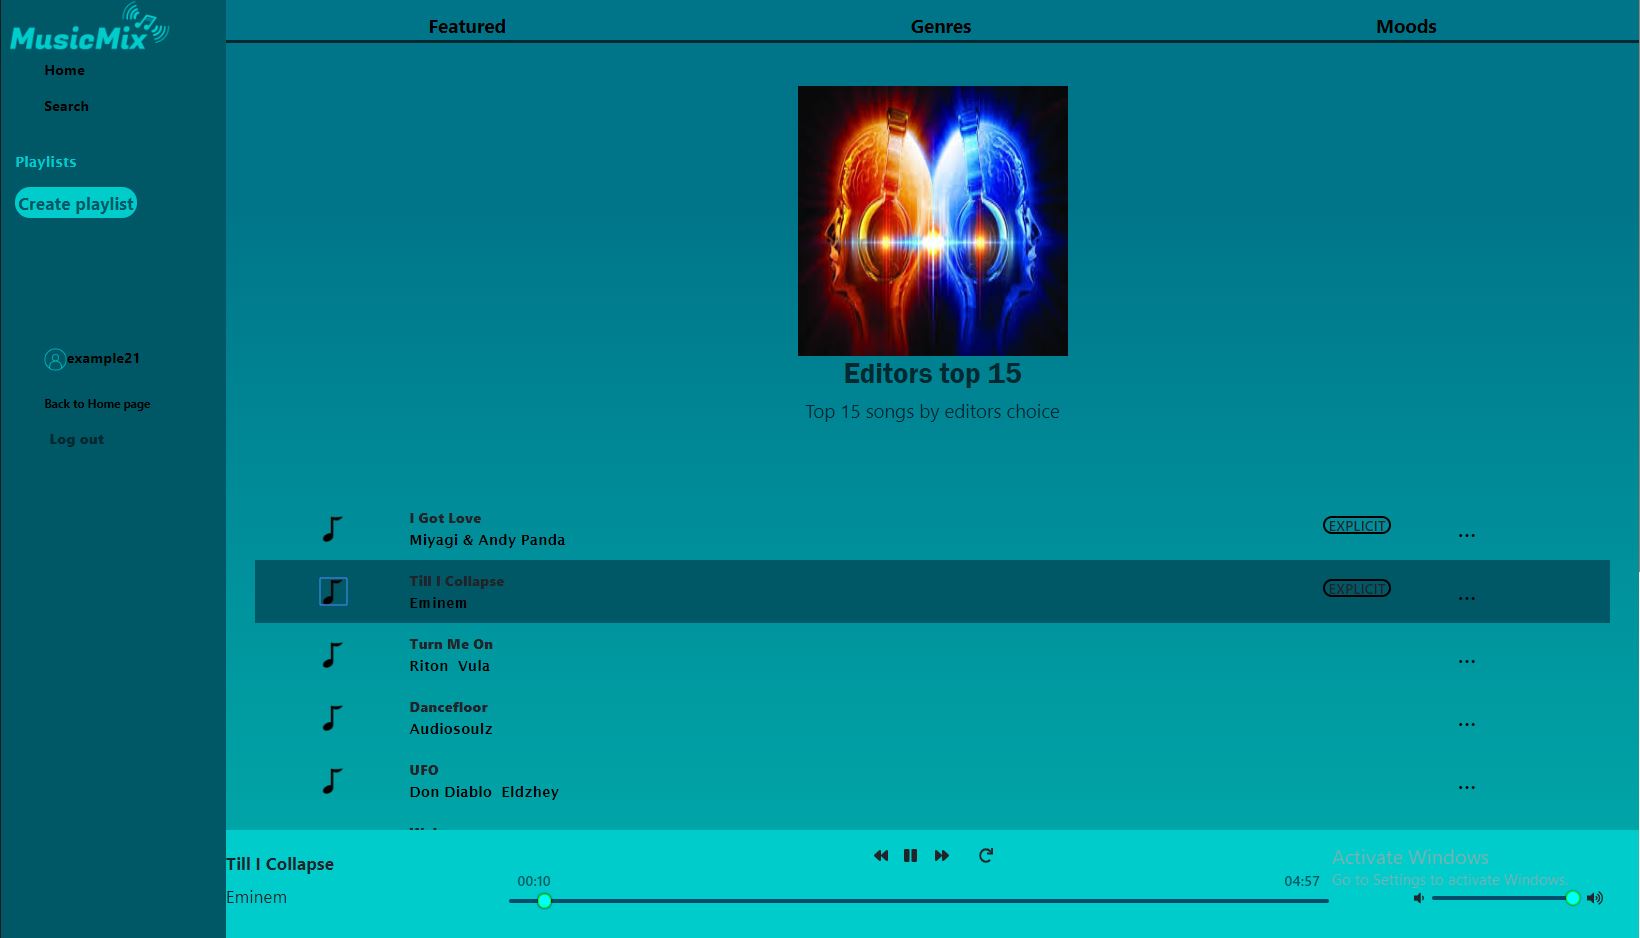 MusicMix
Home
Search
Playlists
Create playlist
example21
Back to Home page
Log out
Featured
Genres
Moods
Editors top 15
Top 15 songs by editors choice
I Got Love
Miyagi & Andy Panda
EXPLICIT
...
Till I Collapse
Eminem
EXPLICIT
...
Turn Me On
Riton  Vula
...
Dancefloor
Audiosoulz
...
UFO
Don Diablo  Eldzhey
...
Till I Collapse
Eminem
00:10
04:57
Activate Windows
Go to Settings to activate Windows.